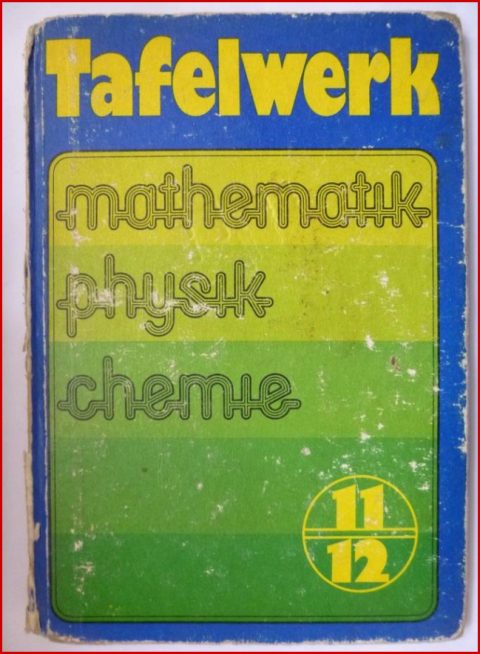 Tafelwerk
mathematik
physik
chemie
11
12